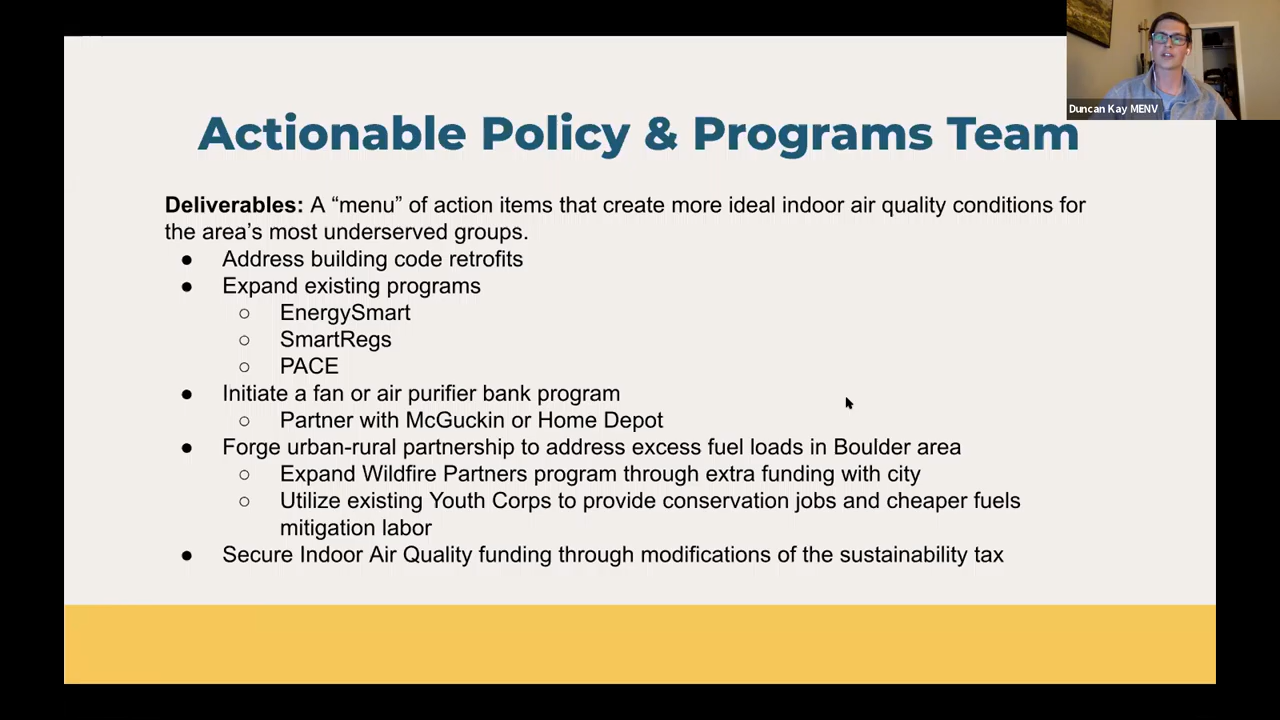 Duncan Kay MENV
Actionable Policy & Programs Team
Deliverables: A “menu” of action items that create more ideal indoor air quality conditions for
the area’s most underserved groups.
● Address building code retrofits
● Expand existing programs
○ EnergySmart
○ SmartRegs
○ PACE
● Initiate a fan or air purifier bank program
○ Partner with McGuckin or Home Depot
● Forge urban-rural partnership to address excess fuel loads in Boulder area
○ Expand Wildfire Partners program through extra funding with city
○ Utilize existing Youth Corps to provide conservation jobs and cheaper fuels
mitigation labor
● Secure Indoor Air Quality funding through modifications of the sustainability tax